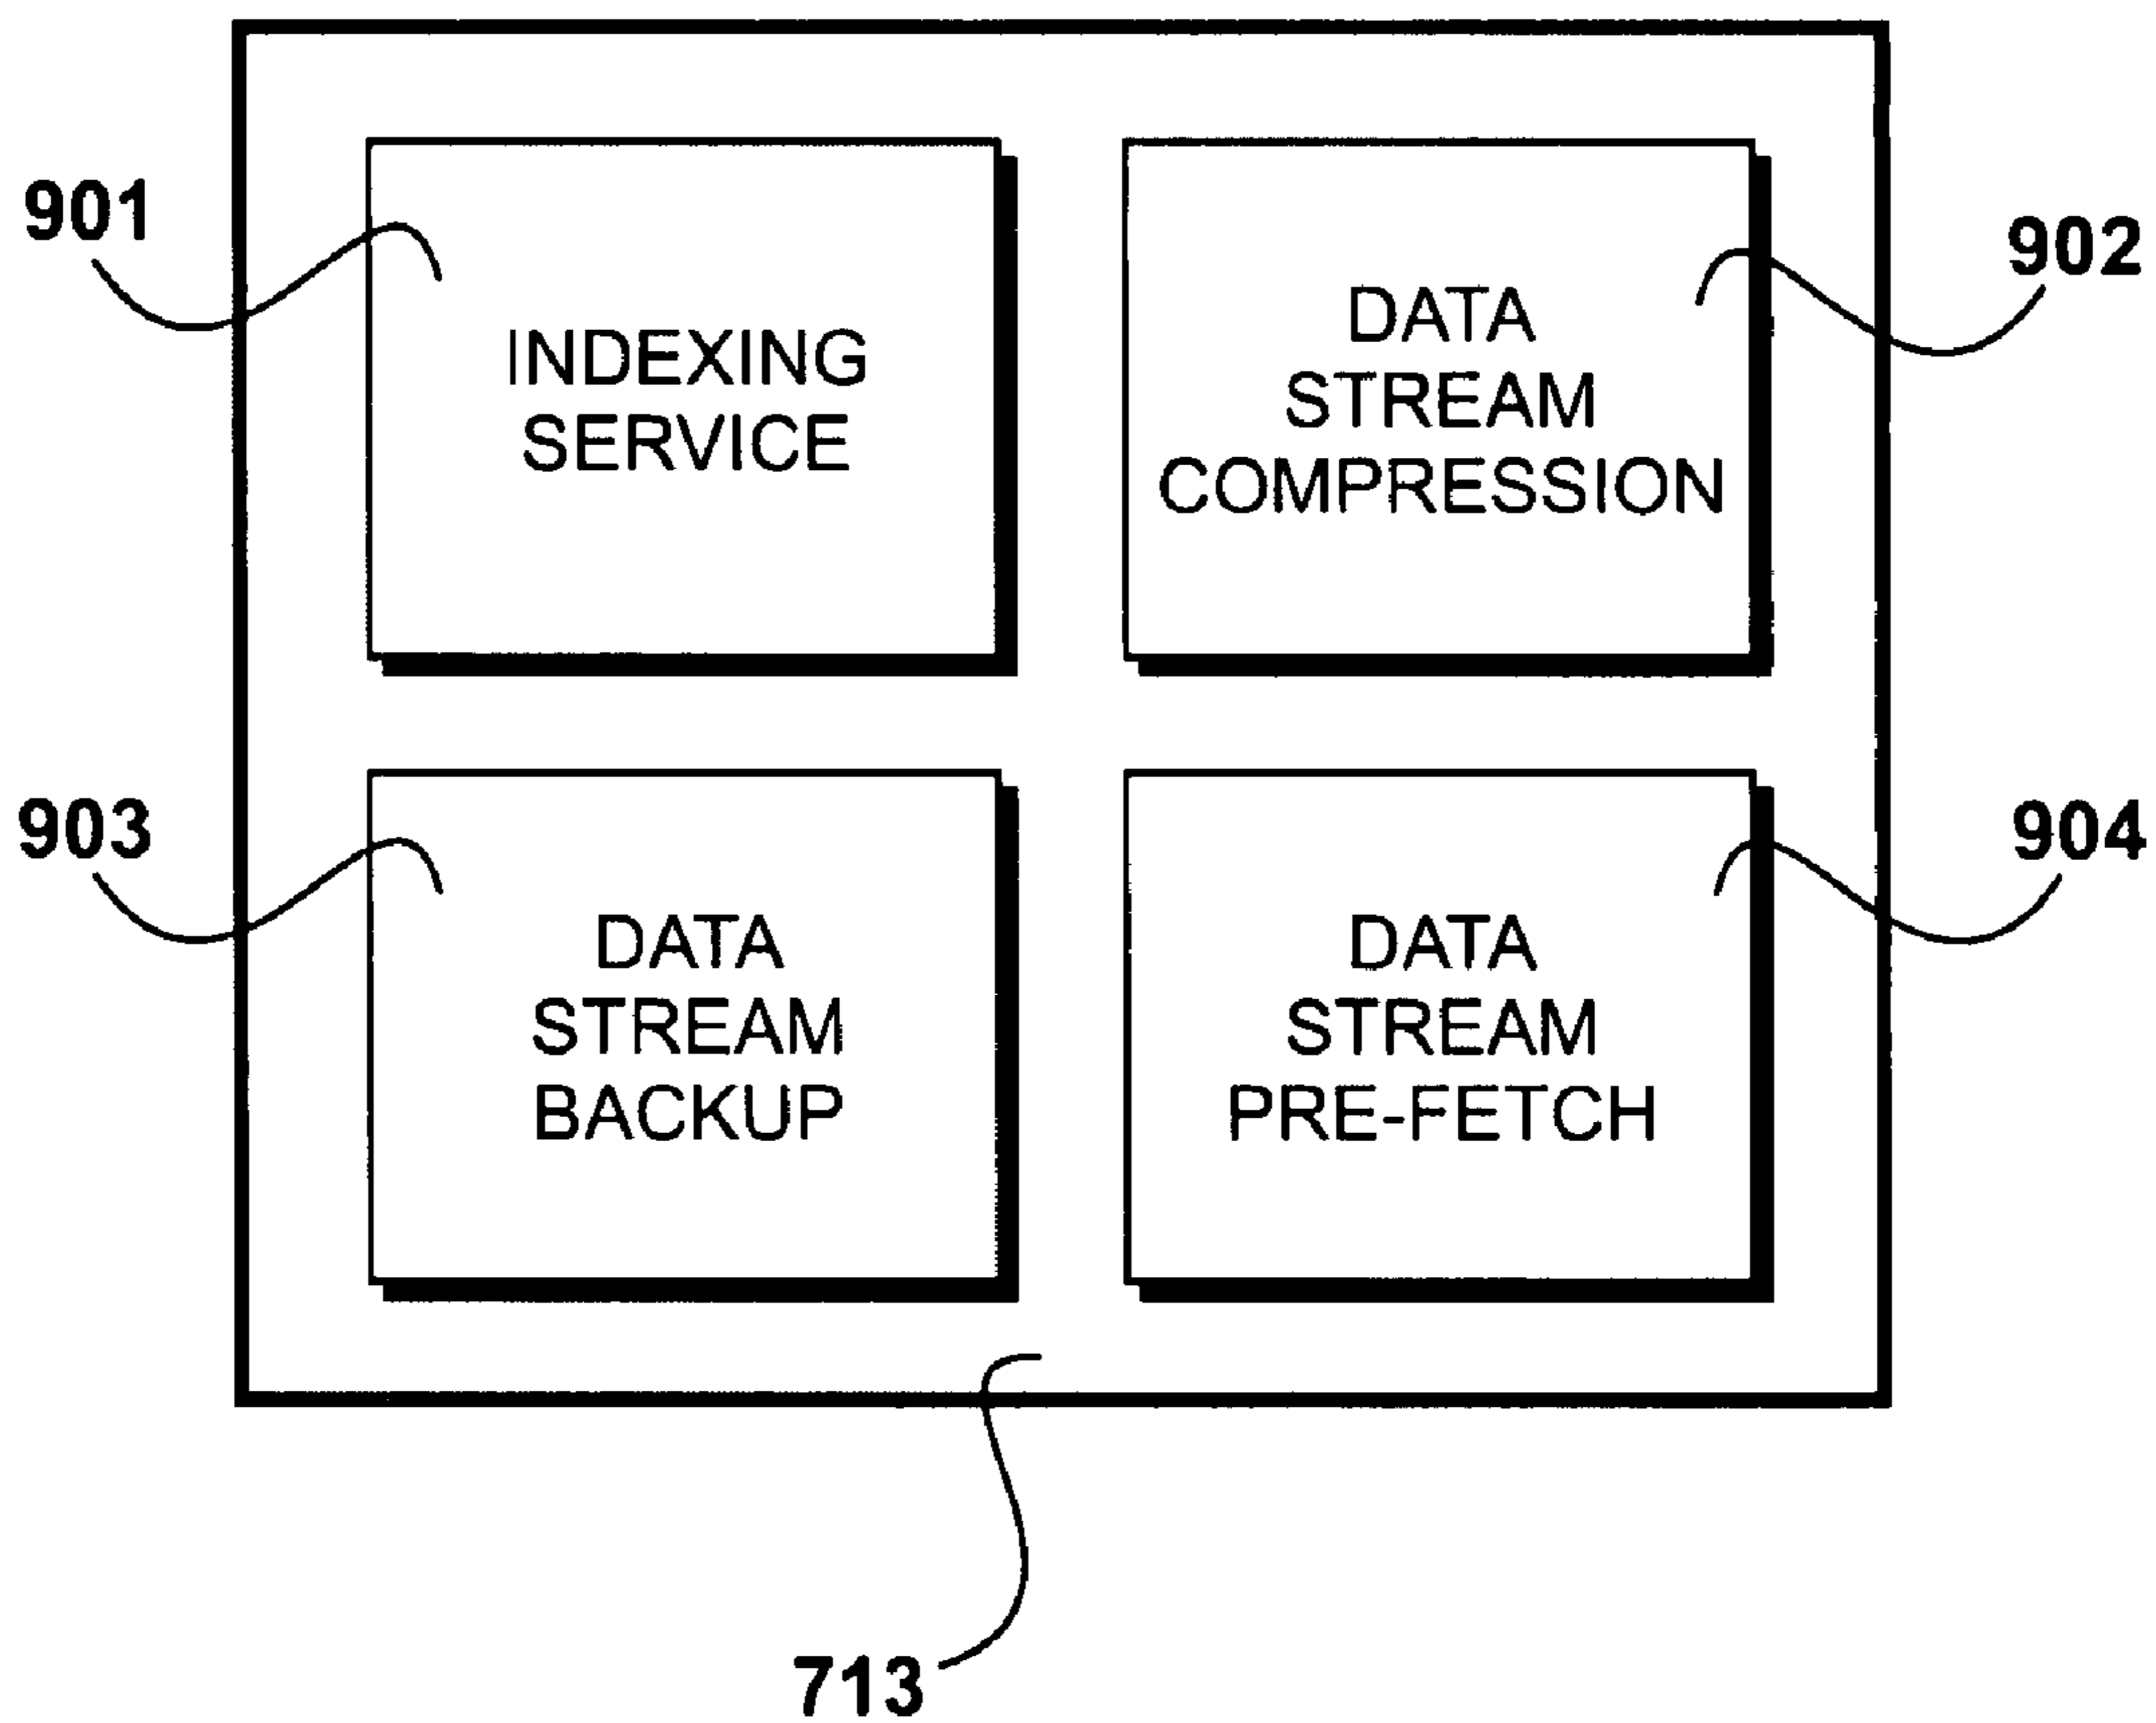 901
INDEXING
SERVICE
902
DATA
STREAM
COMPRESSION
903
DATA
STREAM
BACKUP
904
DATA
STREAM
PRE-FETCH
713